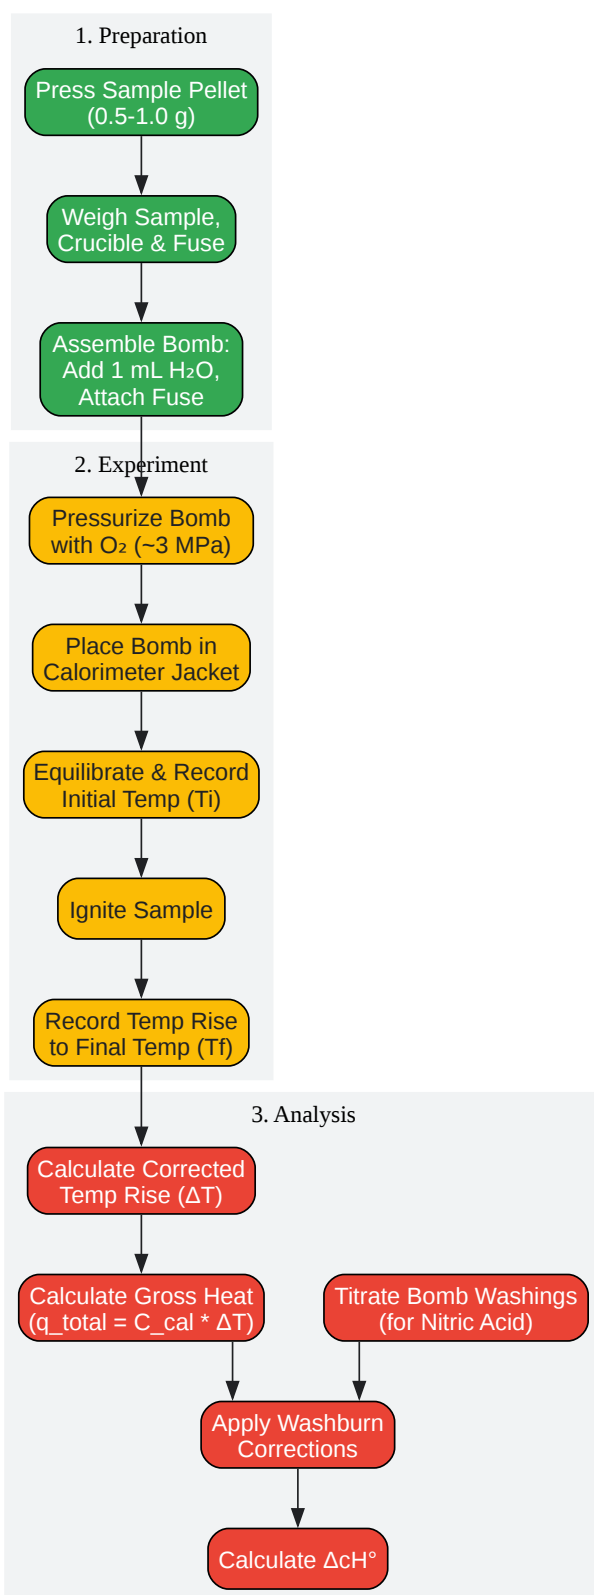 1. Preparation
Press Sample Pellet
(0.5-1.0 g)
Weigh Sample,
Crucible & Fuse
Assemble Bomb:
Add 1 mL H₂O,
Attach Fuse
2. Experiment
Pressurize Bomb
with O₂ (~3 MPa)
Place Bomb in
Calorimeter Jacket
Equilibrate & Record
Initial Temp (Ti)
Ignite Sample
Record Temp Rise
to Final Temp (Tf)
3. Analysis
Calculate Corrected
Temp Rise (ΔT)
Calculate Gross Heat
(q_total = C_cal * ΔT)
Titrate Bomb Washings
(for Nitric Acid)
Apply Washburn
Corrections
Calculate ΔcH°